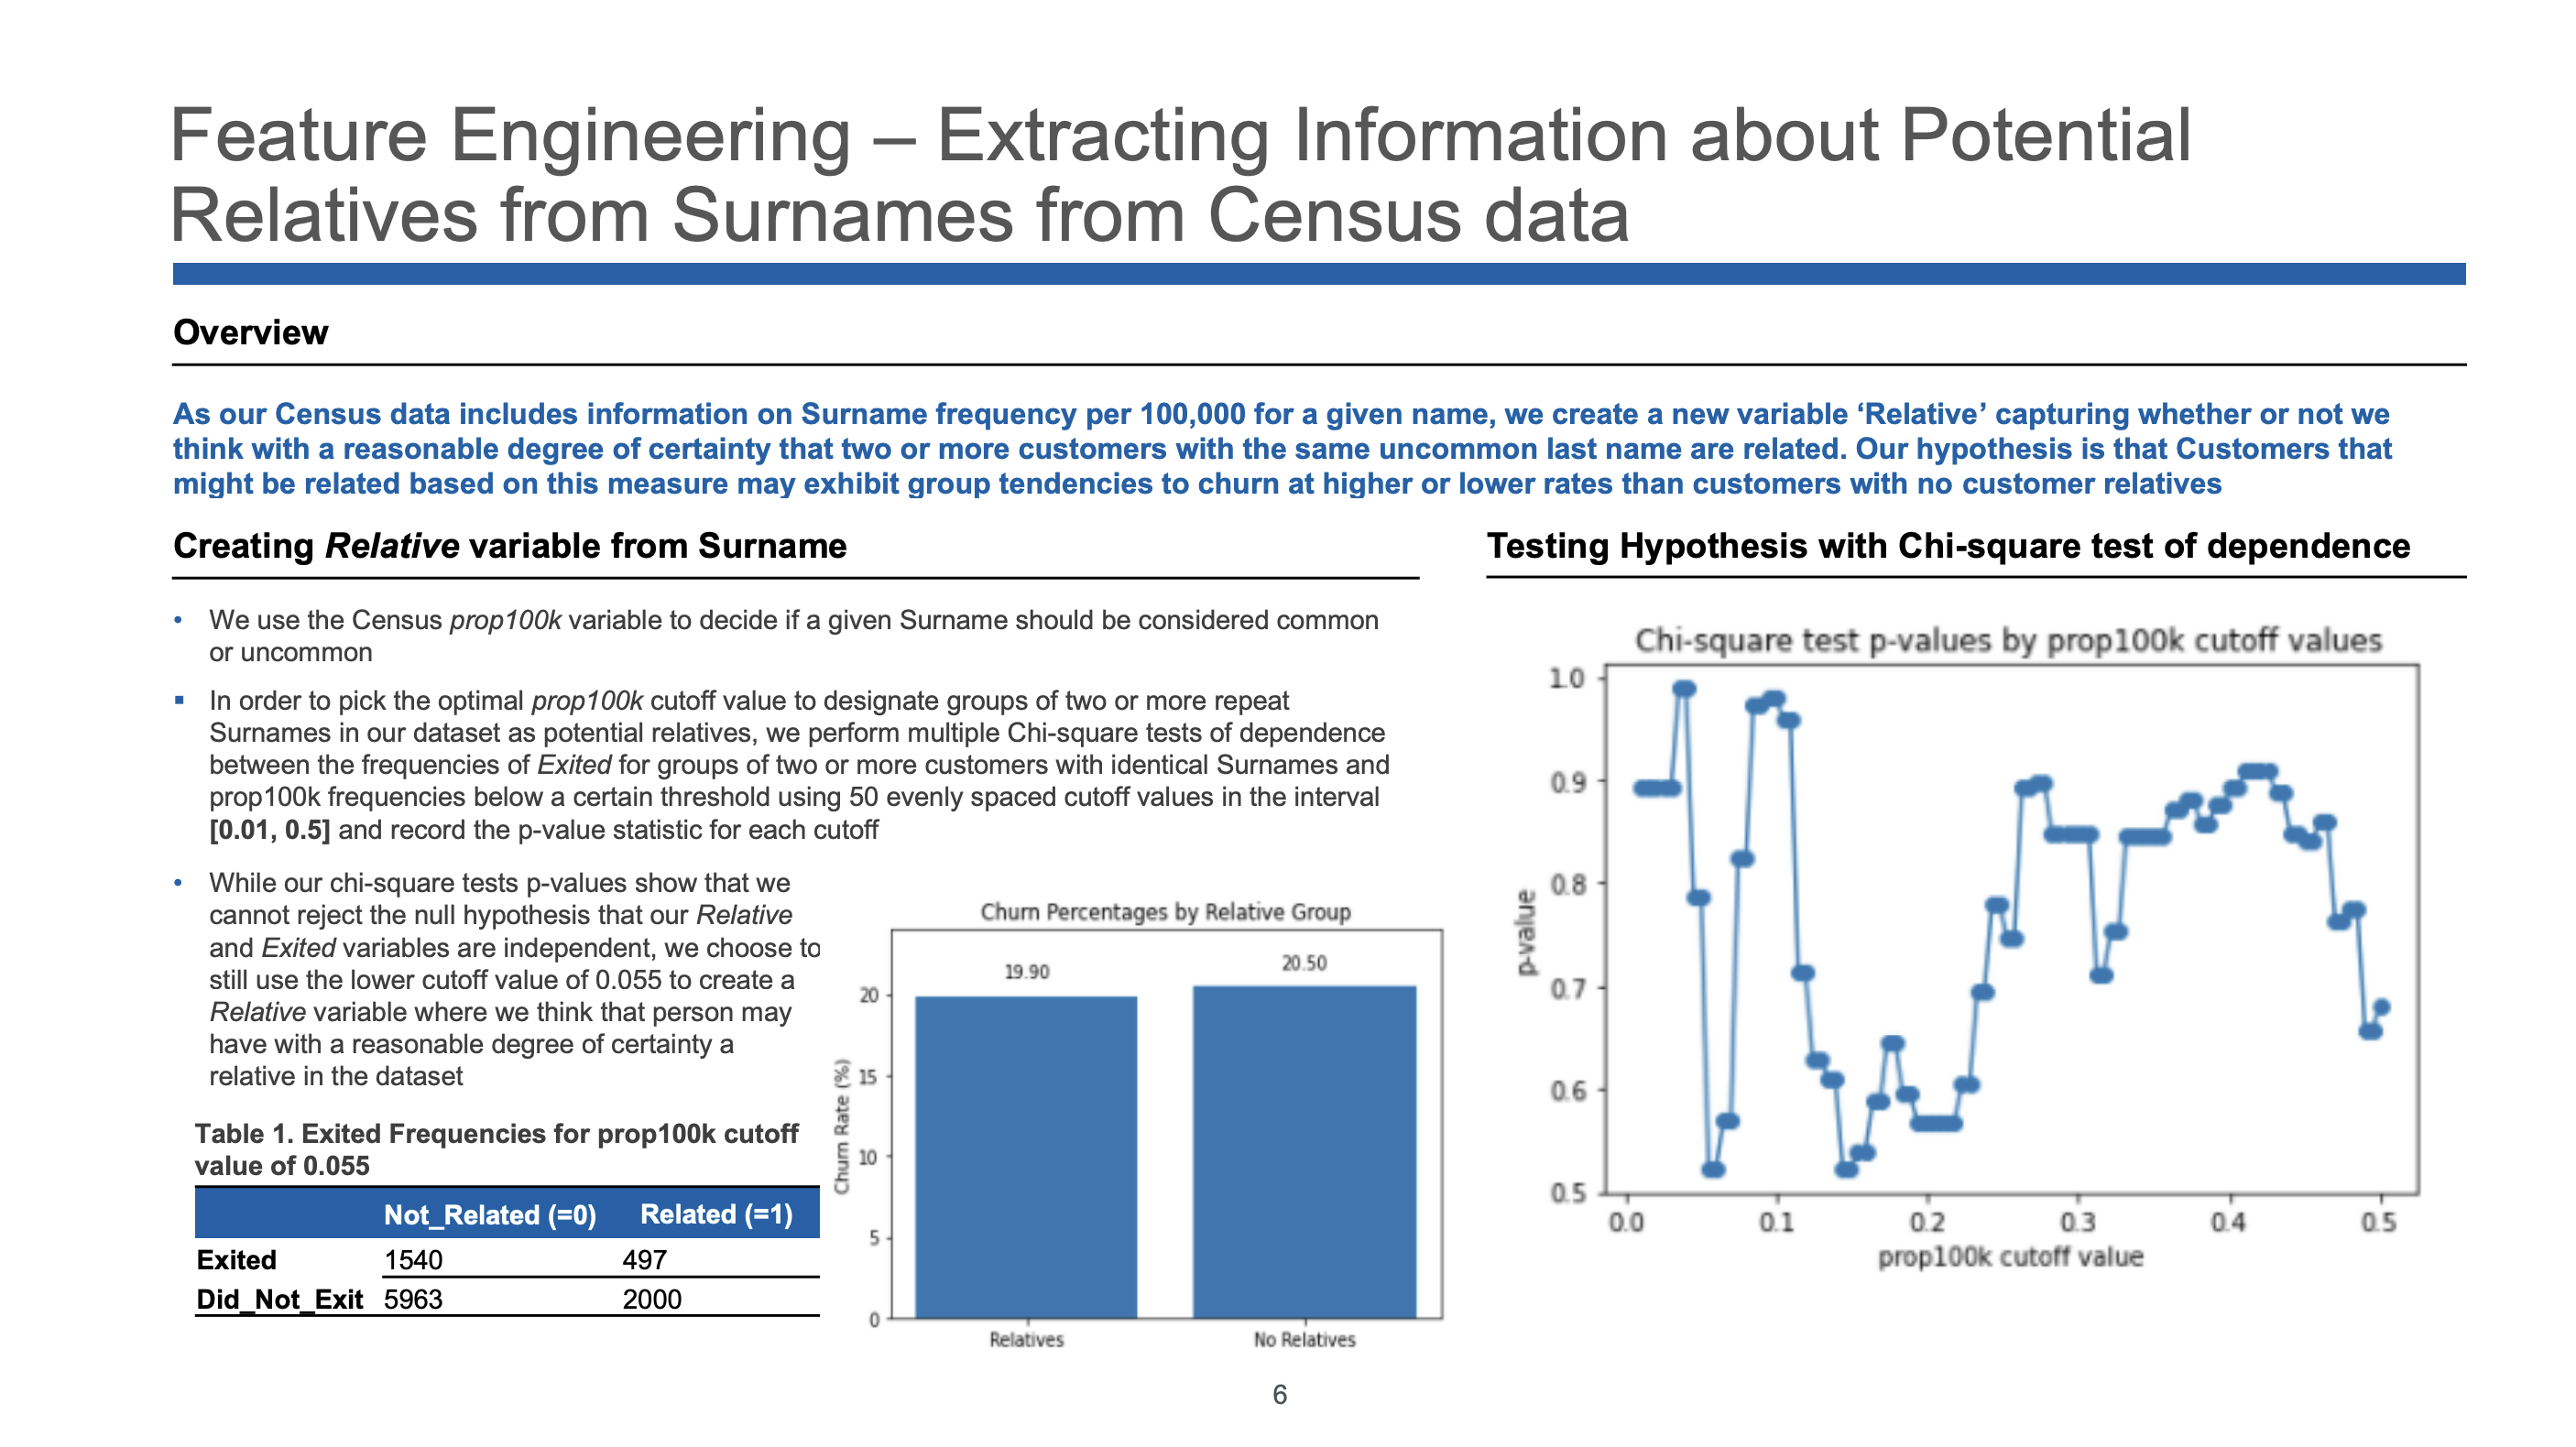 Feature Engineering – Extracting Information about Potential
Relatives from Surnames from Census data
Overview
As our Census data includes information on Surname frequency per 100,000 for a given name, we create a new variable ‘Relative’ capturing whether or not we
think with a reasonable degree of certainty that two or more customers with the same uncommon last name are related. Our hypothesis is that Customers that
might be related based on this measure may exhibit group tendencies to churn at higher or lower rates than customers with no customer relatives
Creating Relative variable from Surname
• We use the Census prop100k variable to decide if a given Surname should be considered common
or uncommon
▪ In order to pick the optimal prop100k cutoff value to designate groups of two or more repeat
Surnames in our dataset as potential relatives, we perform multiple Chi-square tests of dependence
between the frequencies of Exited for groups of two or more customers with identical Surnames and
prop100k frequencies below a certain threshold using 50 evenly spaced cutoff values in the interval
[0.01, 0.5] and record the p-value statistic for each cutoff
• While our chi-square tests p-values show that we
cannot reject the null hypothesis that our Relative
and Exited variables are independent, we choose to
still use the lower cutoff value of 0.055 to create a
Relative variable where we think that person may
have with a reasonable degree of certainty a
relative in the dataset
Table 1. Exited Frequencies for prop100k cutoff
value of 0.055
Not_Related (=0) Related (=1)
Exited 1540 497
Did_Not_Exit 5963 2000
Churn Percentages by Relative Group
19.90
20.50
Churn Rate (%)
20
15
10
5
0
Relatives
No Relatives
Testing Hypothesis with Chi-square test of dependence
Chi-square test p-values by prop100k cutoff values
p-value
1.0
0.9
0.8
0.7
0.6
0.5
0.0 0.1 0.2 0.3 0.4 0.5
prop100k cutoff value
6